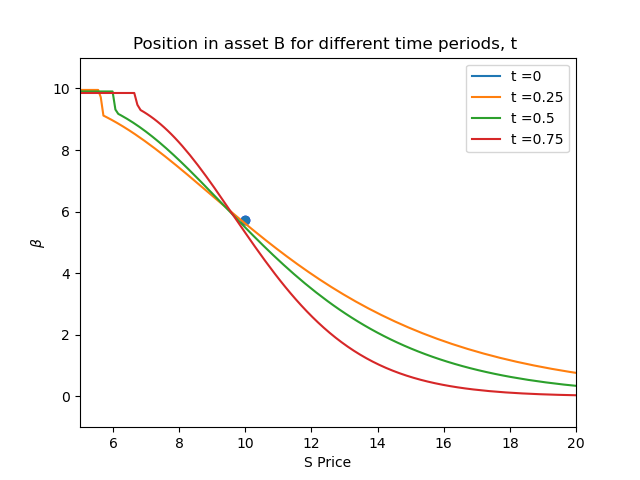 Position in asset B for different time periods, t
t =0
t =0.25
t =0.5
t =0.75
10
8
6
4
2
0
β
6 8 10 12 14 16 18 20
S Price